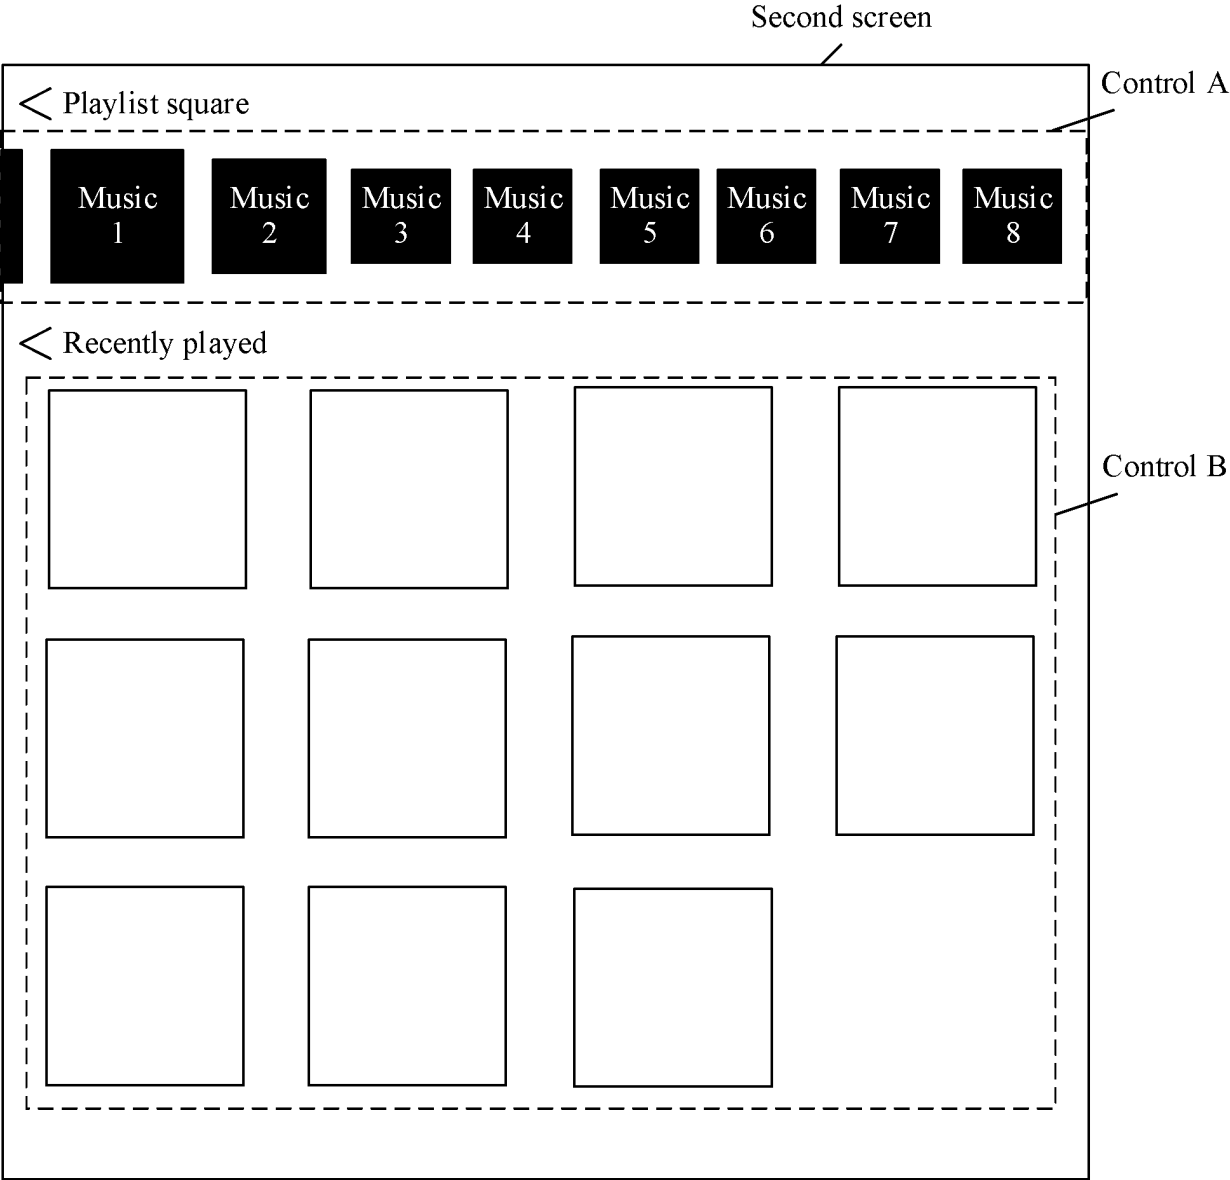 Second screen
Control A
Playlist square
Music
1
Music
2
Music
3
Music
4
Music
5
Music
6
Music
7
Music
8
Recently played
Control B